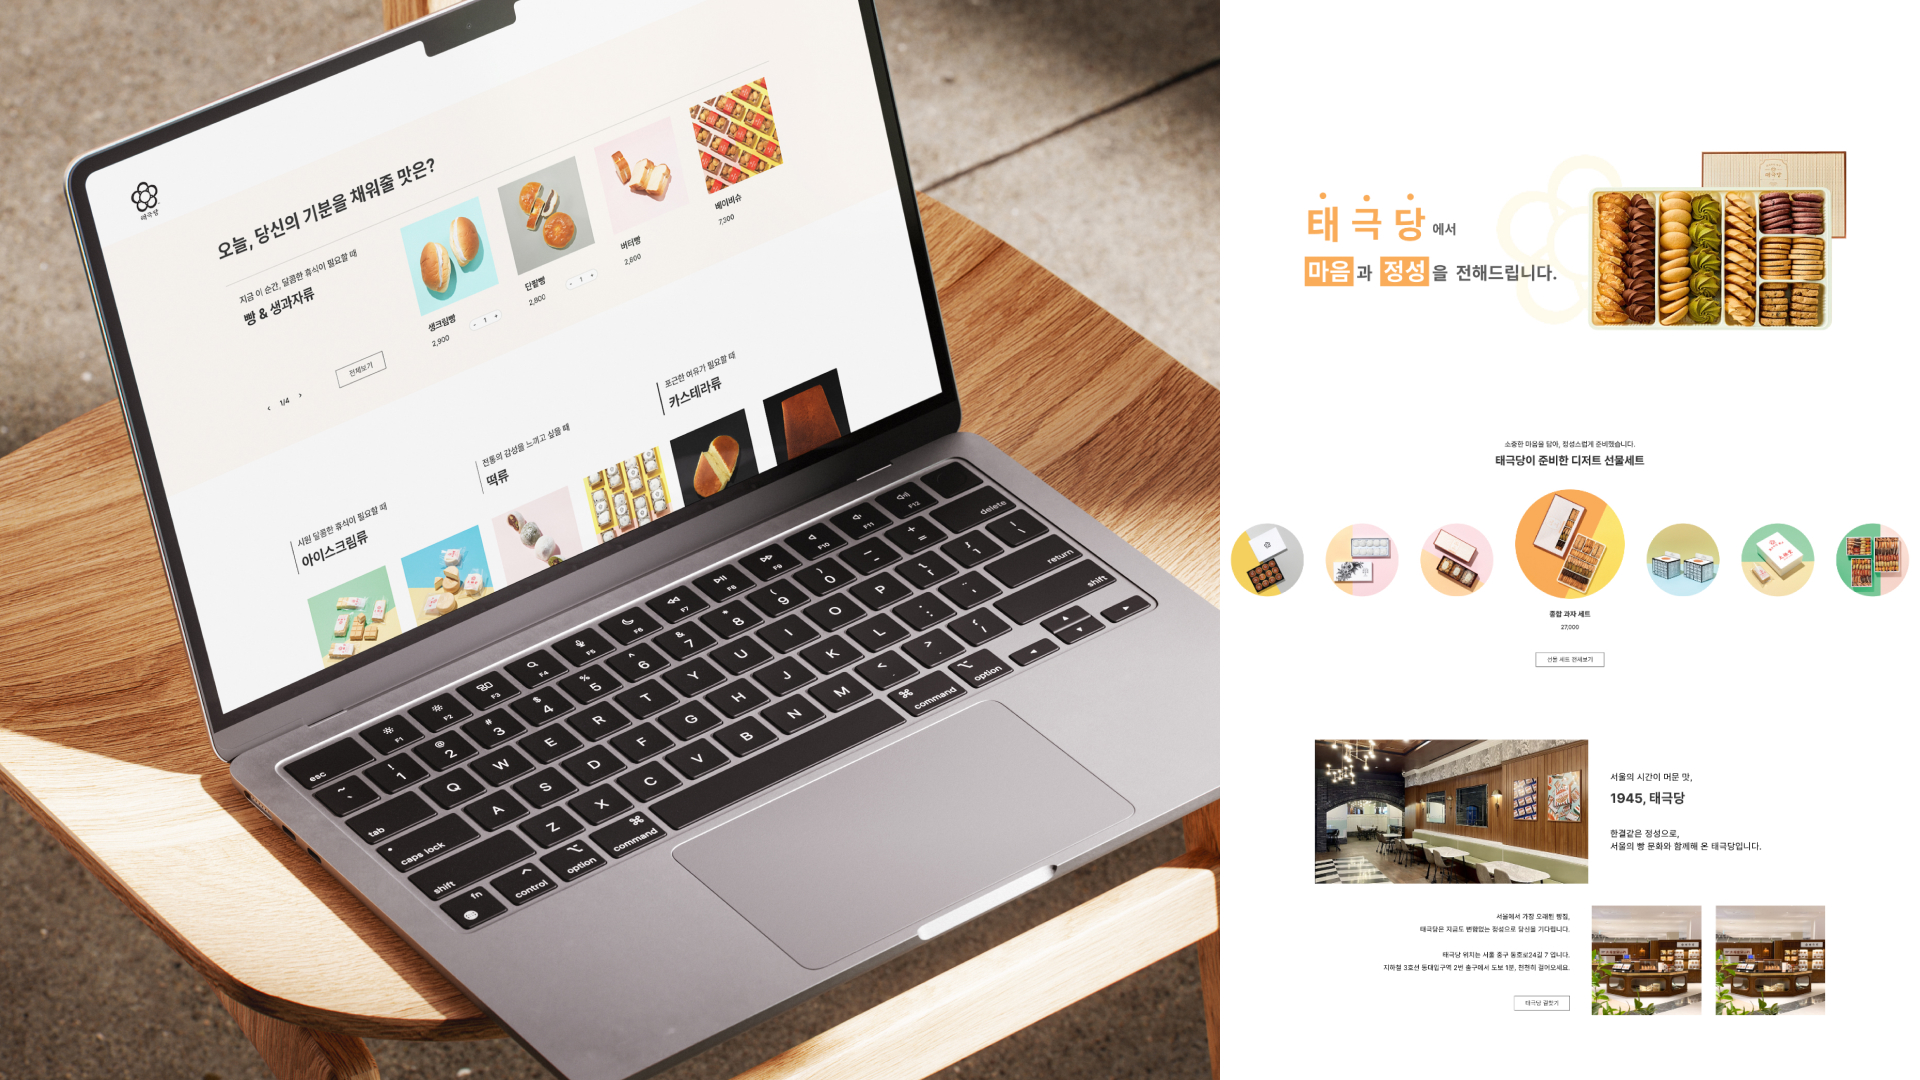 태극당
오늘, 당신의 기분을 채워줄 맛은?
지금 이 순간, 달콤한 휴식이 필요할 때
빵 & 생과자류
전체보기
‹ 1/4 ›
생크림빵
2,900
- 1 +
단팥빵
2,800
- 1 +
버터빵
2,600
베이비슈
7,300
시원 달콤한 휴식이 필요할 때
아이스크림류
전통의 감성을 느끼고 싶을 때
떡류
포근한 여유가 필요할 때
카스테라류
esc F1 F2 F3 F4 F5 F6 F7 F8 F9 F10 F11 F12
~ ` ! 1 @ 2 # 3 $ 4 % 5 ^ 6 & 7 * 8 ( 9 ) 0 _ - + = delete
tab Q W E R T Y U I O P { [ } ] | \
caps lock A S D F G H J K L : ; " ' return
shift Z X C V B N M < , > . ? / shift
fn control option command command option
태극당에서
마음과 정성을 전해드립니다.
태극당
소중한 마음을 담아, 정성스럽게 준비했습니다.
태극당이 준비한 디저트 선물세트
종합 과자 세트
27,000
선물 세트 전체보기
서울의 시간이 머문 맛,
1945, 태극당
한결같은 정성으로,
서울의 빵 문화와 함께해 온 태극당입니다.
서울에서 가장 오래된 빵집,
태극당은 지금도 변함없는 정성으로 당신을 기다립니다.
태극당 위치는 서울 중구 동호로24길 7 입니다.
지하철 3호선 동대입구역 2번 출구에서 도보 1분, 천천히 걸어오세요.
태극당 길찾기